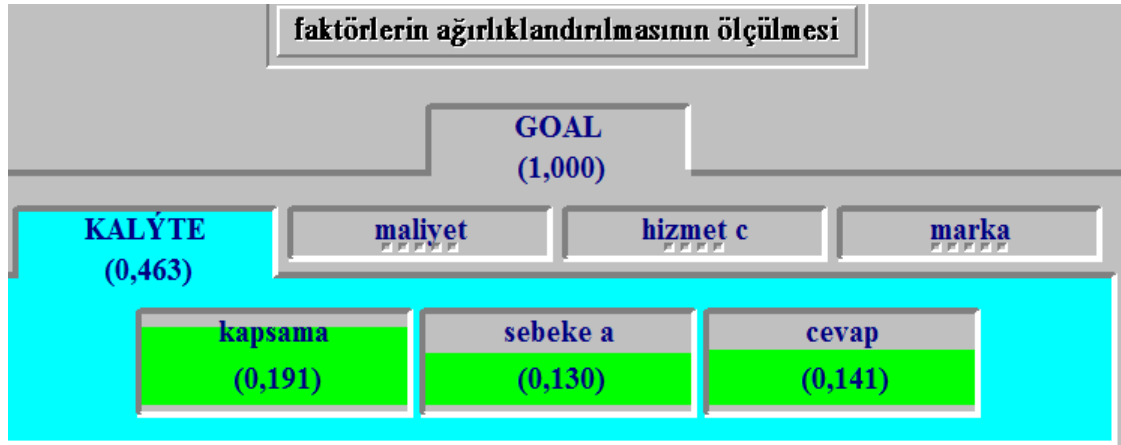 faktörlerin ağırlıklandırılmasının ölçülmesi
GOAL
(1,000)
KALÝTE
(0,463)
maliyet
hizmet c
marka
kapsama
(0,191)
sebeke a
(0,130)
cevap
(0,141)